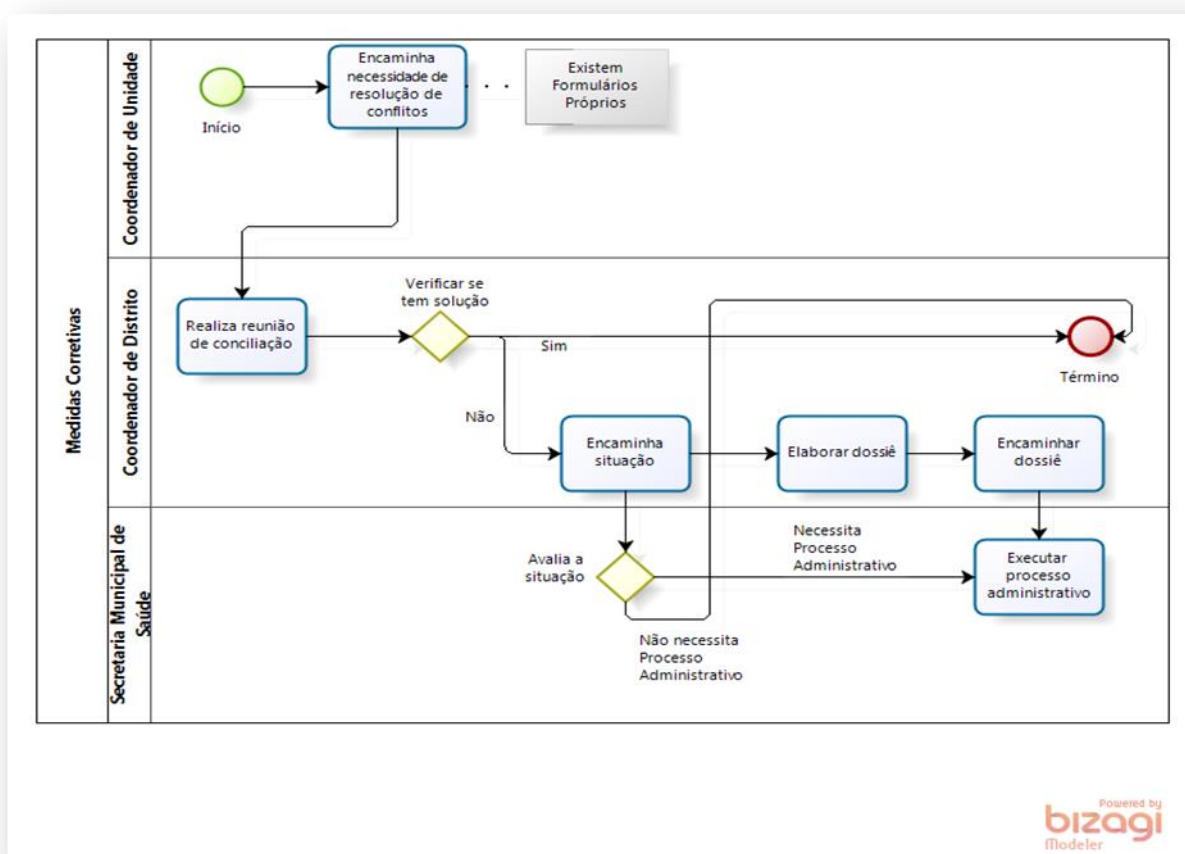 Medidas Corretivas
Coordenador de Unidade
Início
Encaminha
necessidade de
resolução de
conflitos
Existem
Formulários
Próprios
Coordenador de Distrito
Realiza reunião
de conciliação
Verificar se
tem solução
Sim
Não
Término
Encaminha
situação
Elaborar dossiê
Encaminhar
dossiê
Secretaria Municipal de
Saúde
Avalia a
situação
Necessita
Processo
Administrativo
Não necessita
Processo
Administrativo
Executar
processo
administrativo
Powered by
bizagi
Modeler